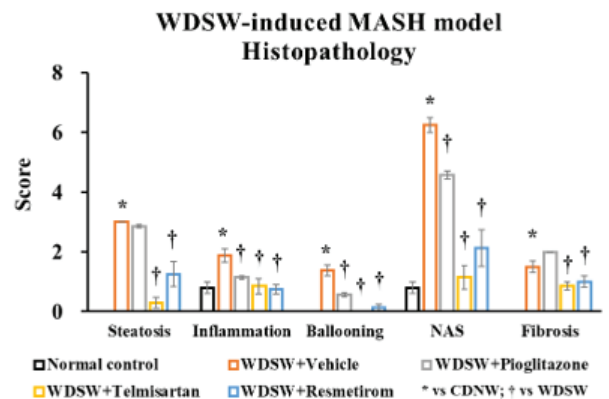 WDSW-induced MASH model
Histopathology
8
6
4
2
0
Score
* * * * *
† † † † † † † † † † †
Steatosis Inflammation Ballooning NAS Fibrosis
Normal control WDSW+Vehicle WDSW+Pioglitazone
WDSW+Telmisartan WDSW+Resmetirom * vs CDNW; † vs WDSW